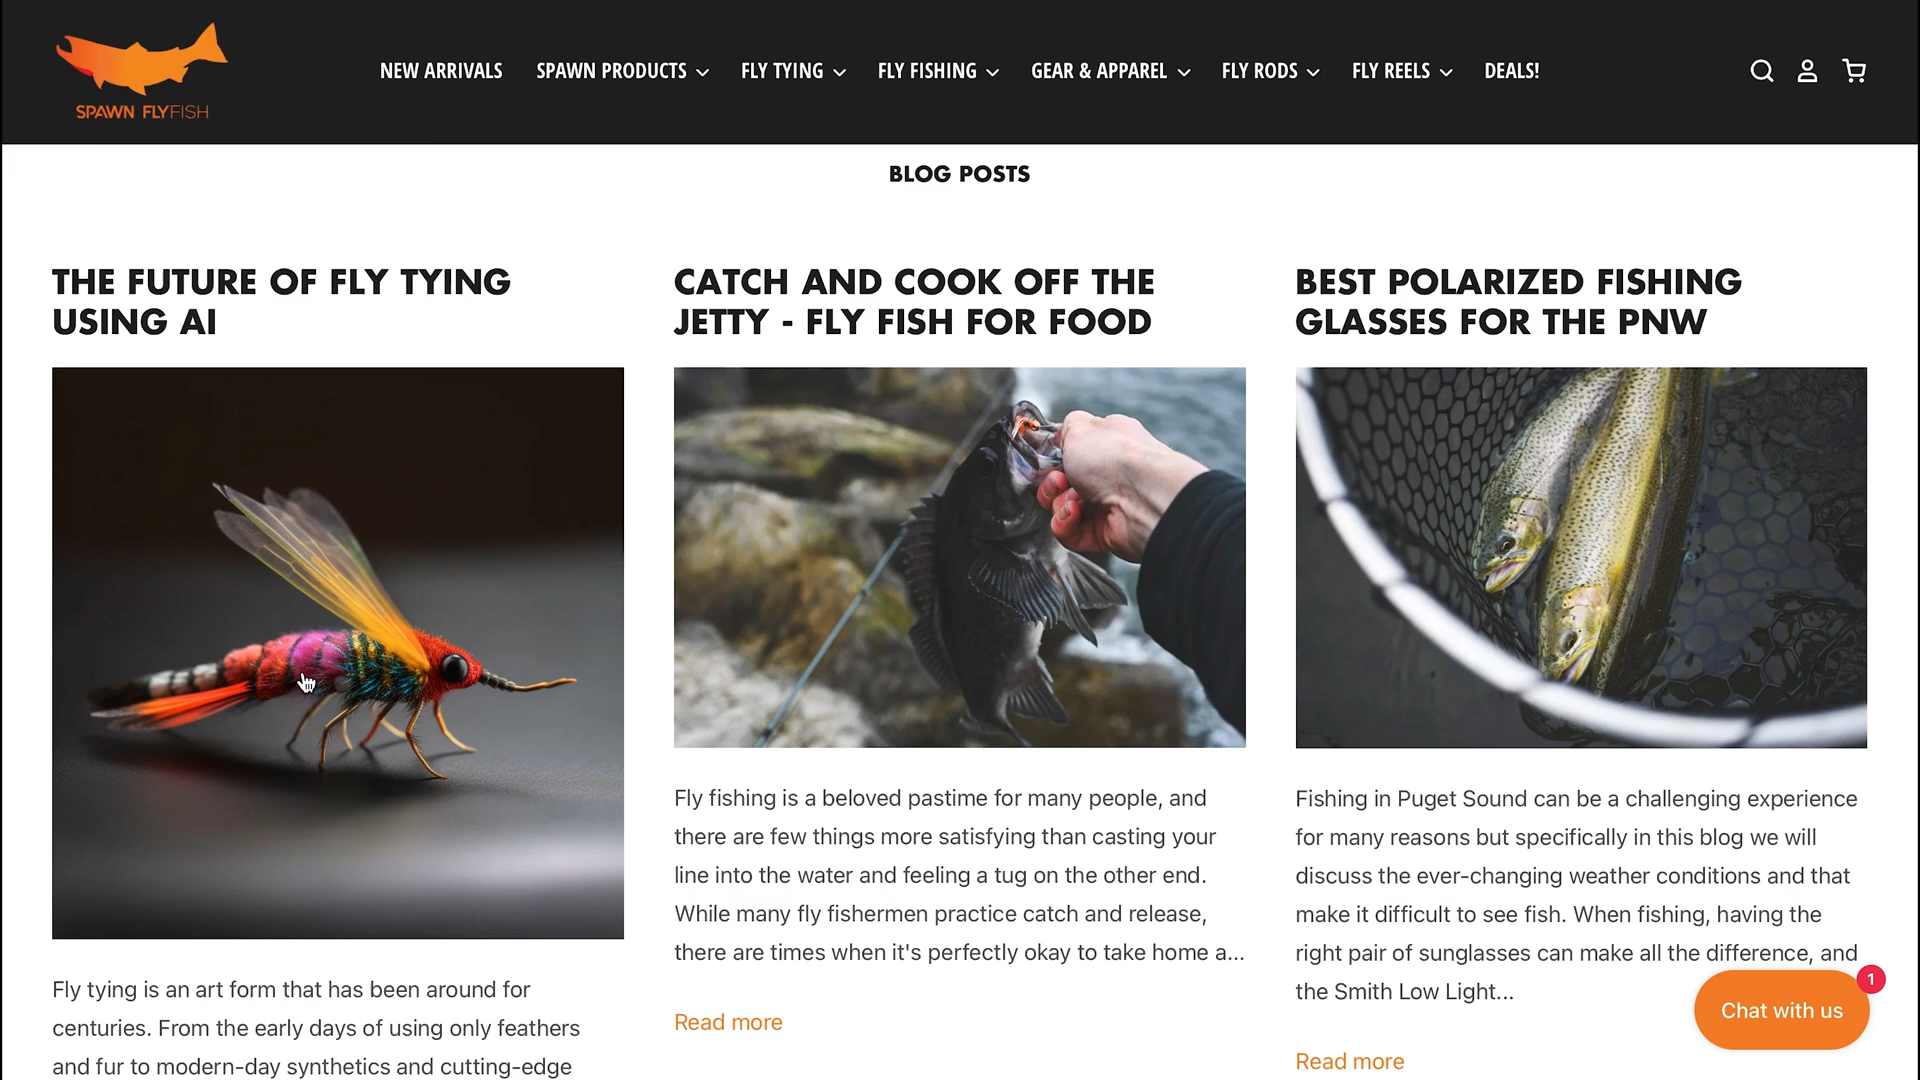 SPAWN FLYFISH
NEW ARRIVALS SPAWN PRODUCTS FLY TYING FLY FISHING GEAR & APPAREL FLY RODS FLY REELS DEALS!
BLOG POSTS
THE FUTURE OF FLY TYING
USING AI
Fly tying is an art form that has been around for
centuries. From the early days of using only feathers
and fur to modern-day synthetics and cutting-edge
CATCH AND COOK OFF THE
JETTY - FLY FISH FOR FOOD
Fly fishing is a beloved pastime for many people, and
there are few things more satisfying than casting your
line into the water and feeling a tug on the other end.
While many fly fishermen practice catch and release,
there are times when it's perfectly okay to take home a...
Read more
BEST POLARIZED FISHING
GLASSES FOR THE PNW
Fishing in Puget Sound can be a challenging experience
for many reasons but specifically in this blog we will
discuss the ever-changing weather conditions and that
make it difficult to see fish. When fishing, having the
right pair of sunglasses can make all the difference, and
the Smith Low Light...
Read more
1
Chat with us